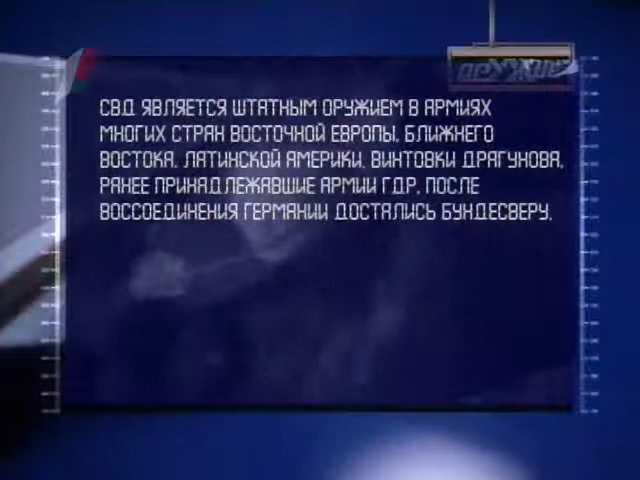 ОРУЖИЕ
СВД ЯВЛЯЕТСЯ ШТАТНЫМ ОРУЖИЕМ В АРМИЯХ
МНОГИХ СТРАН ВОСТОЧНОЙ ЕВРОПЫ, БЛИЖНЕГО
ВОСТОКА, ЛАТИНСКОЙ АМЕРИКИ. ВИНТОВКИ ДРАГУНОВА,
РАНЕЕ ПРИНАДЛЕЖАВШИЕ АРМИИ ГДР, ПОСЛЕ
ВОССОЕДИНЕНИЯ ГЕРМАНИИ ДОСТАЛИСЬ БУНДЕСВЕРУ.